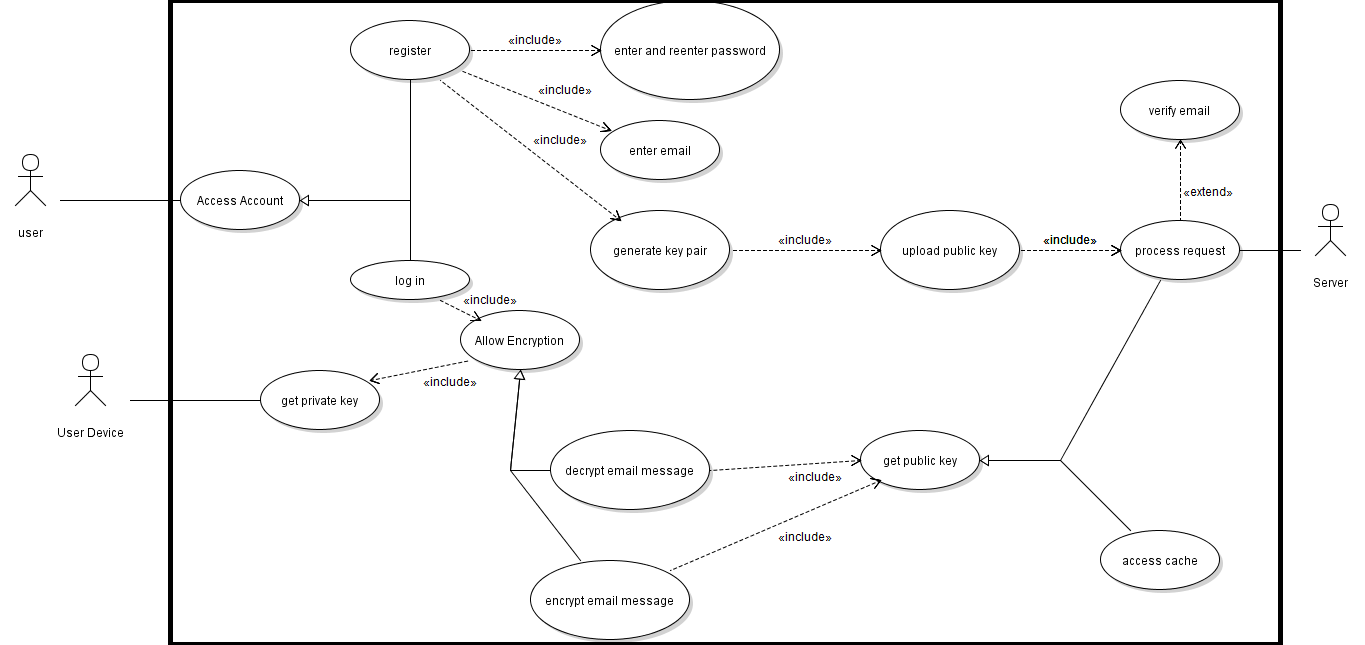 register
«include»
enter and reenter password
«include»
«include»
enter email
verify email
user
Access Account
«extend»
generate key pair
«include»
upload public key
«include»
process request
Server
log in
«include»
Allow Encryption
«include»
get private key
User Device
decrypt email message
«include»
get public key
«include»
access cache
encrypt email message